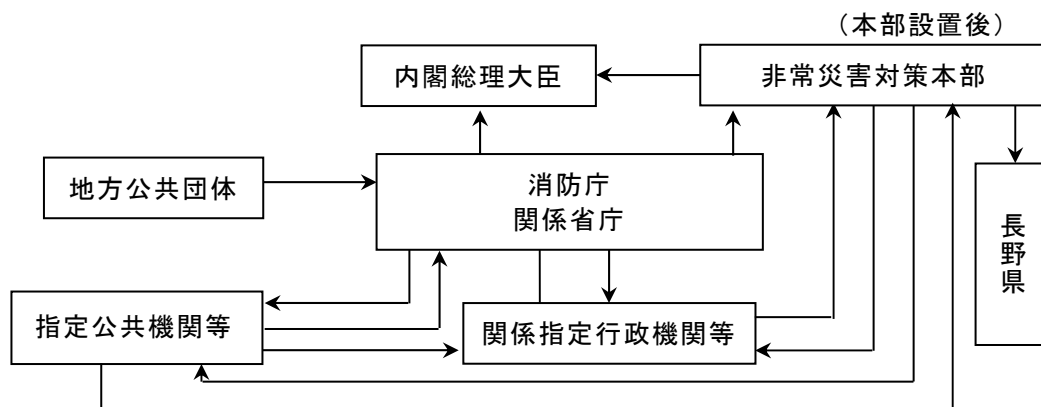 （本部設置後）
内閣総理大臣
非常災害対策本部
地方公共団体
消防庁
関係省庁
長野県
指定公共機関等
関係指定行政機関等